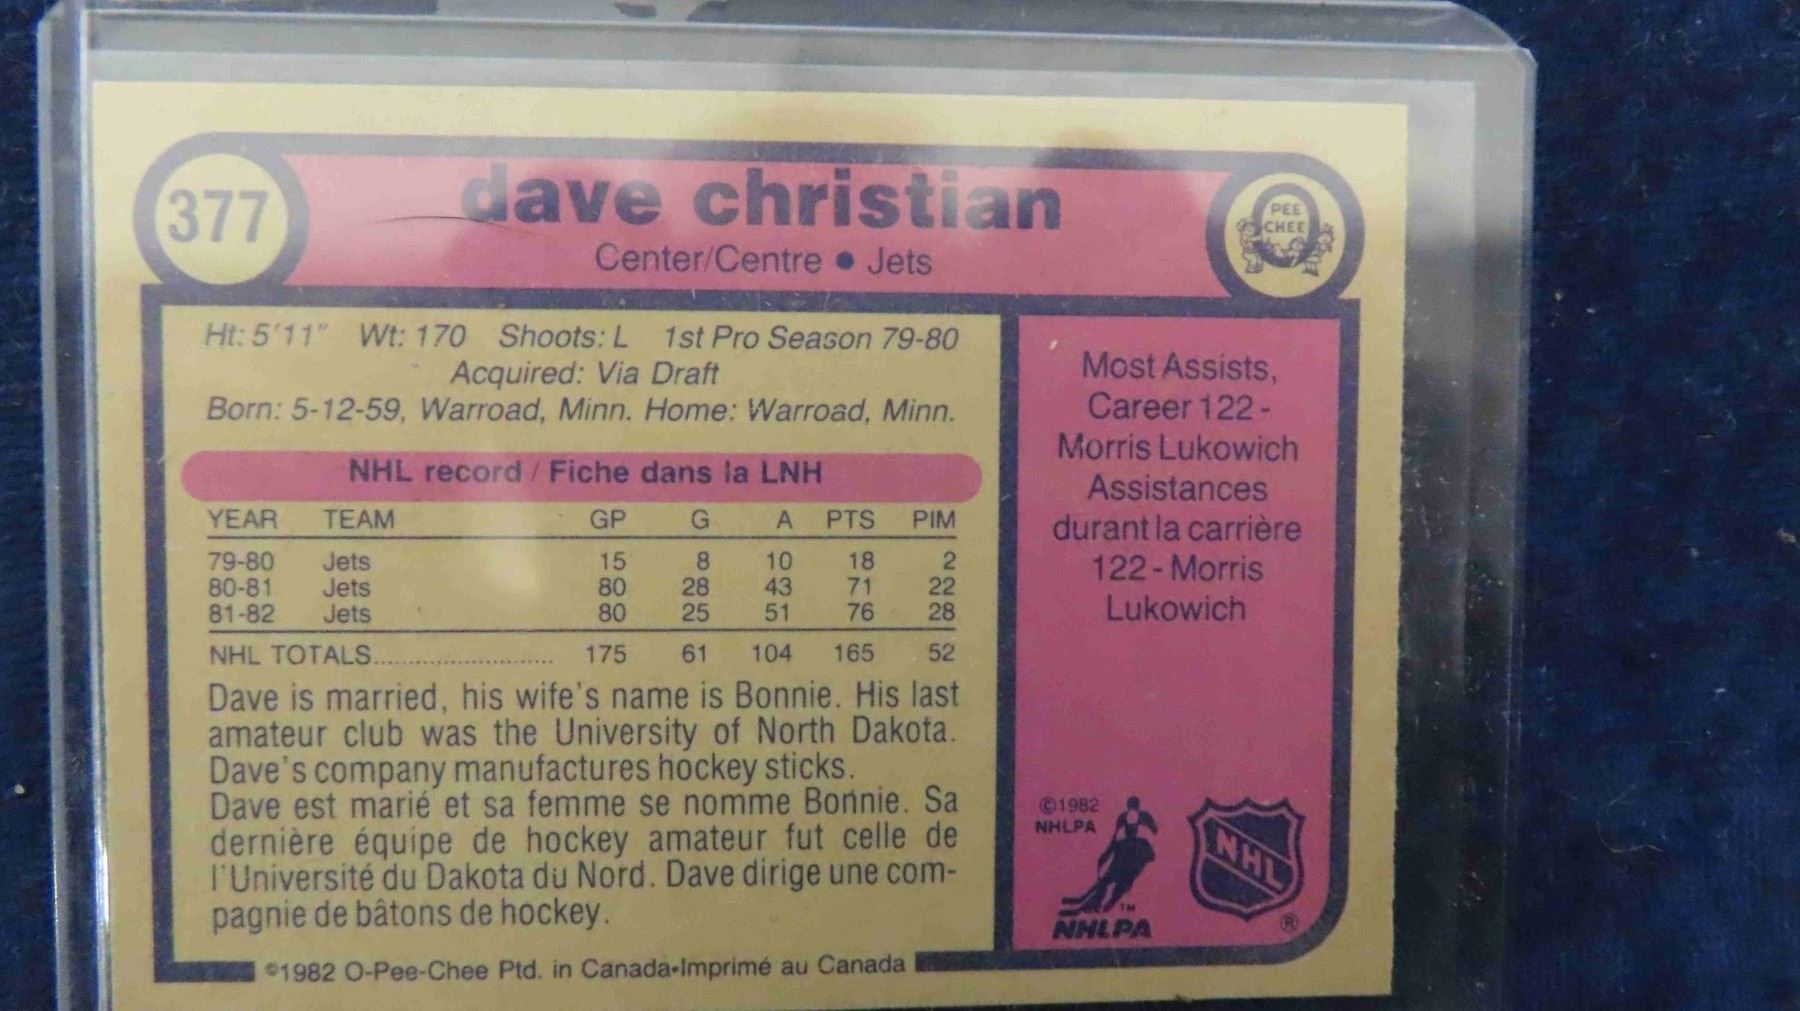 377
dave christian
Center/Centre • Jets
PEE
CHEE
Ht: 5'11" Wt: 170 Shoots: L 1st Pro Season 79-80
Acquired: Via Draft
Born: 5-12-59, Warroad, Minn. Home: Warroad, Minn.
NHL record / Fiche dans la LNH
YEAR TEAM GP G A PTS PIM
79-80 Jets 15 8 10 18 2
80-81 Jets 80 28 43 71 22
81-82 Jets 80 25 51 76 28
NHL TOTALS........................ 175 61 104 165 52
Dave is married, his wife's name is Bonnie. His last
amateur club was the University of North Dakota.
Dave's company manufactures hockey sticks.
Dave est marié et sa femme se nomme Bonnie. Sa
dernière équipe de hockey amateur fut celle de
l'Université du Dakota du Nord. Dave dirige une com-
pagnie de bâtons de hockey.
Most Assists,
Career 122 -
Morris Lukowich
Assistances
durant la carrière
122 - Morris
Lukowich
©1982
NHLPA
TM
NHLPA
NHL
®
©1982 O-Pee-Chee Ptd. in Canada•Imprimé au Canada